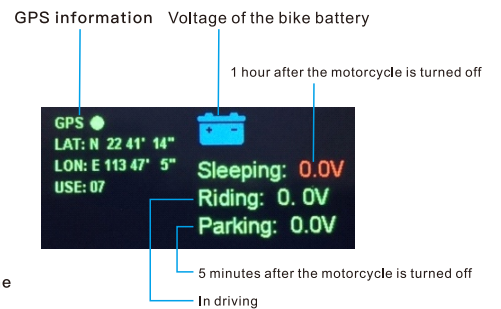 GPS information
Voltage of the bike battery
1 hour after the motorcycle is turned off
GPS
LAT: N 22 41' 14"
LON: E 113 47' 5"
USE: 07
Sleeping: 0.0V
Riding: 0. 0V
Parking: 0.0V
5 minutes after the motorcycle is turned off
e
In driving